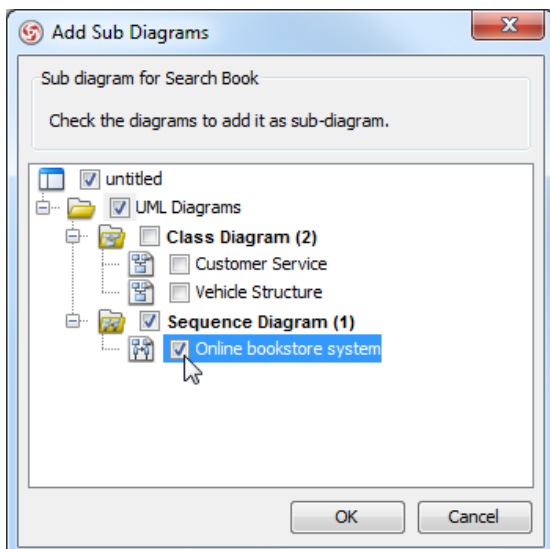 Add Sub Diagrams
Sub diagram for Search Book
Check the diagrams to add it as sub-diagram.
untitled
UML Diagrams
Class Diagram (2)
Customer Service
Vehicle Structure
Sequence Diagram (1)
Online bookstore system
OK Cancel